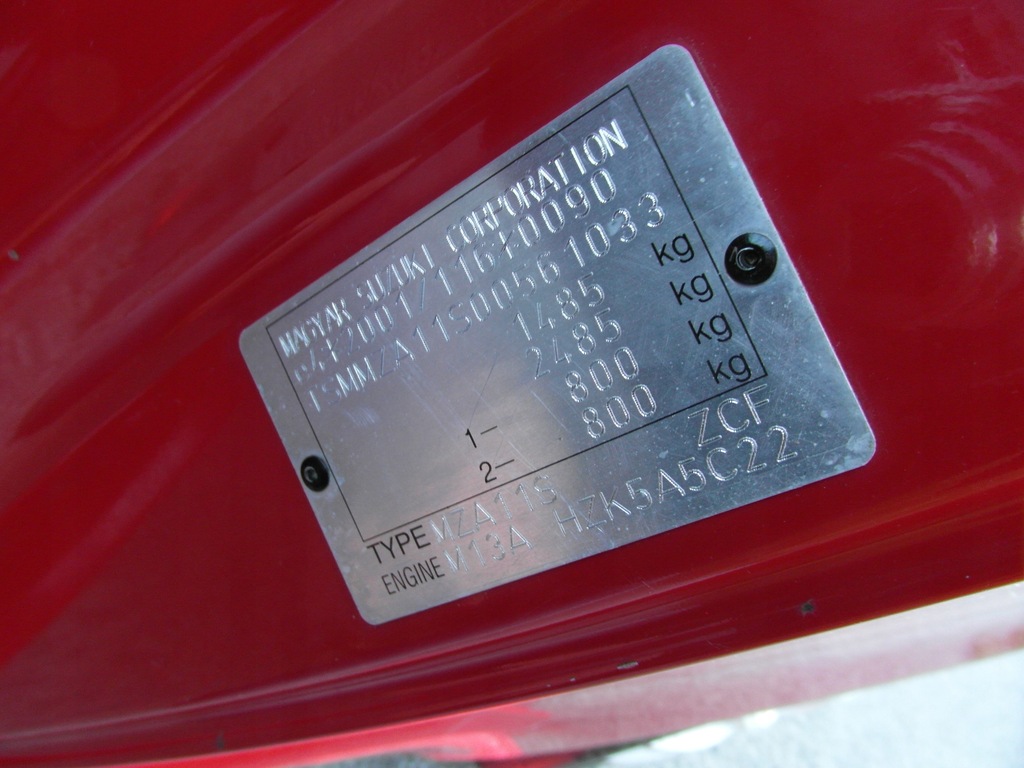 MAGYAR SUZUKI CORPORATION
e4*2001/116*0090
TSMMZA11S00561033
1485 kg
2485 kg
1– 800 kg
2– 800 kg
TYPE MZA11S ZCF
ENGINE M13A HZK5A5C22